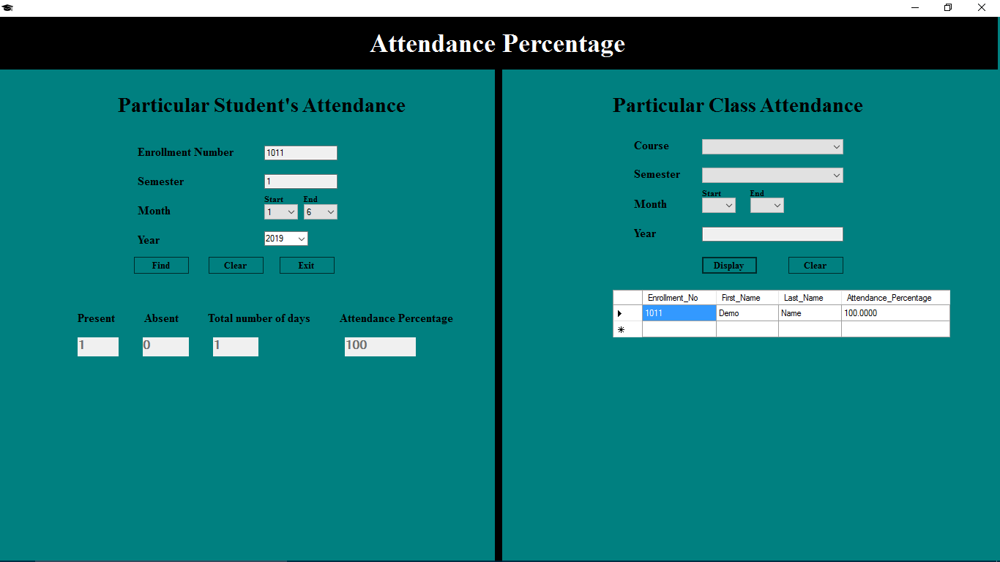 Attendance Percentage
Particular Student's Attendance
Enrollment Number 1011
Semester 1
Start End
Month 1 6
Year 2019
Find Clear Exit
Present Absent Total number of days Attendance Percentage
1 0 1 100
Particular Class Attendance
Course
Semester
Start End
Month
Year
Display Clear
Enrollment_No First_Name Last_Name Attendance_Percentage
1011 Demo Name 100.0000